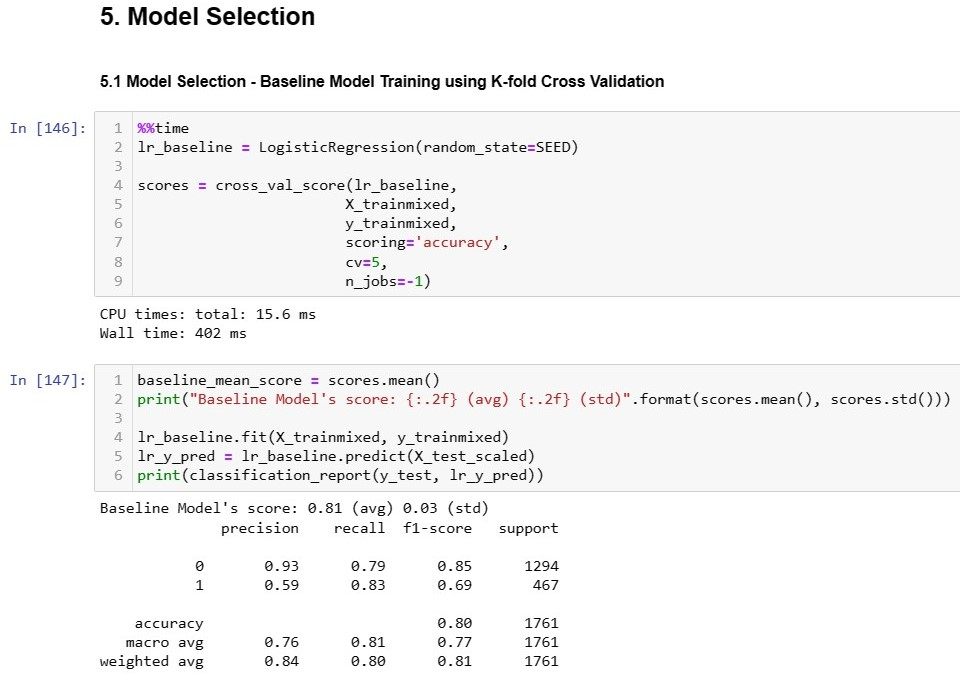 5. Model Selection
5.1 Model Selection - Baseline Model Training using K-fold Cross Validation
In [146]:
1 %%time
2 lr_baseline = LogisticRegression(random_state=SEED)
3
4 scores = cross_val_score(lr_baseline,
5 X_trainmixed,
6 y_trainmixed,
7 scoring='accuracy',
8 cv=5,
9 n_jobs=-1)
CPU times: total: 15.6 ms
Wall time: 402 ms
In [147]:
1 baseline_mean_score = scores.mean()
2 print("Baseline Model's score: {:.2f} (avg) {:.2f} (std)".format(scores.mean(), scores.std()))
3
4 lr_baseline.fit(X_trainmixed, y_trainmixed)
5 lr_y_pred = lr_baseline.predict(X_test_scaled)
6 print(classification_report(y_test, lr_y_pred))
Baseline Model's score: 0.81 (avg) 0.03 (std)
precision recall f1-score support
0 0.93 0.79 0.85 1294
1 0.59 0.83 0.69 467
accuracy 0.80 1761
macro avg 0.76 0.81 0.77 1761
weighted avg 0.84 0.80 0.81 1761